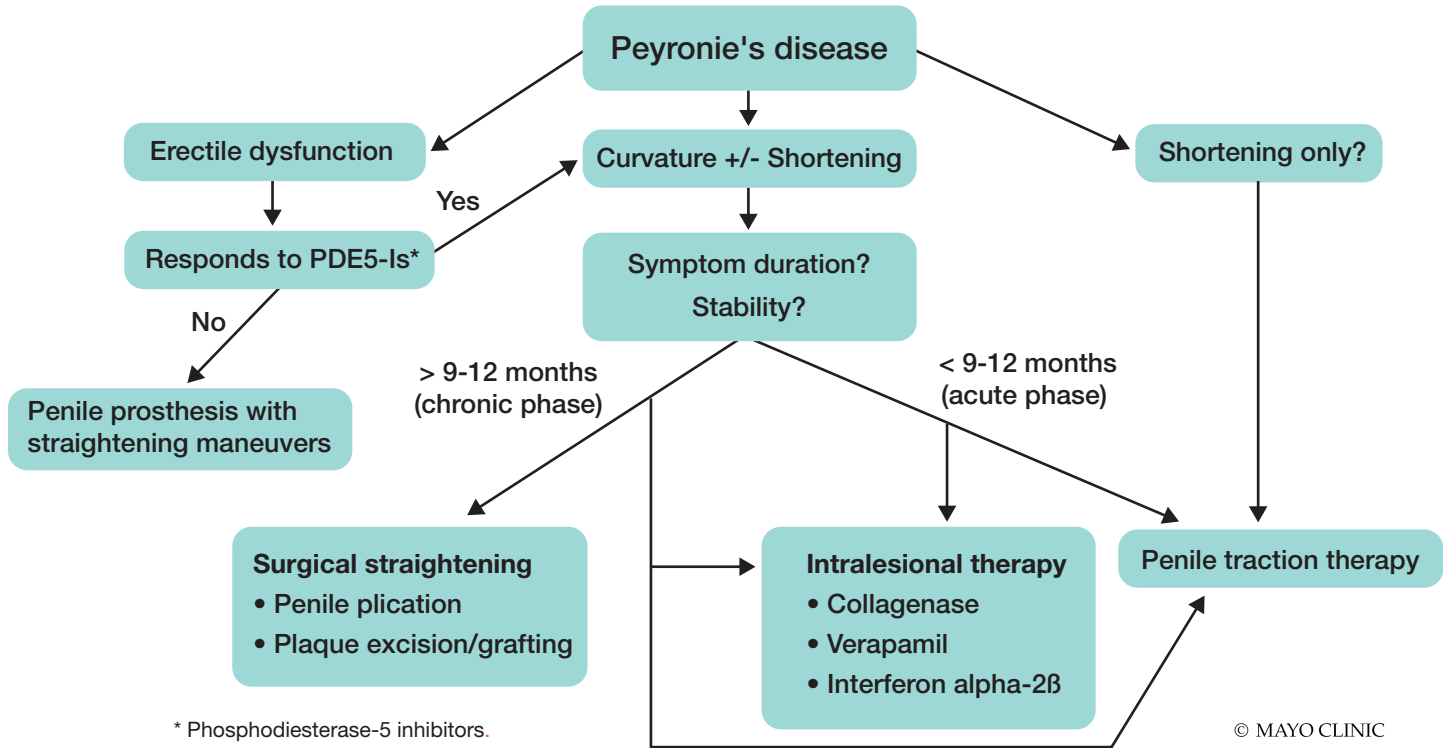 Peyronie's disease
Erectile dysfunction
Curvature +/- Shortening
Shortening only?
Yes
Responds to PDE5-Is*
Symptom duration?
Stability?
No
> 9-12 months
(chronic phase)
< 9-12 months
(acute phase)
Penile prosthesis with
straightening maneuvers
Surgical straightening
• Penile plication
• Plaque excision/grafting
Intralesional therapy
• Collagenase
• Verapamil
• Interferon alpha-2ß
Penile traction therapy
* Phosphodiesterase-5 inhibitors.
© MAYO CLINIC